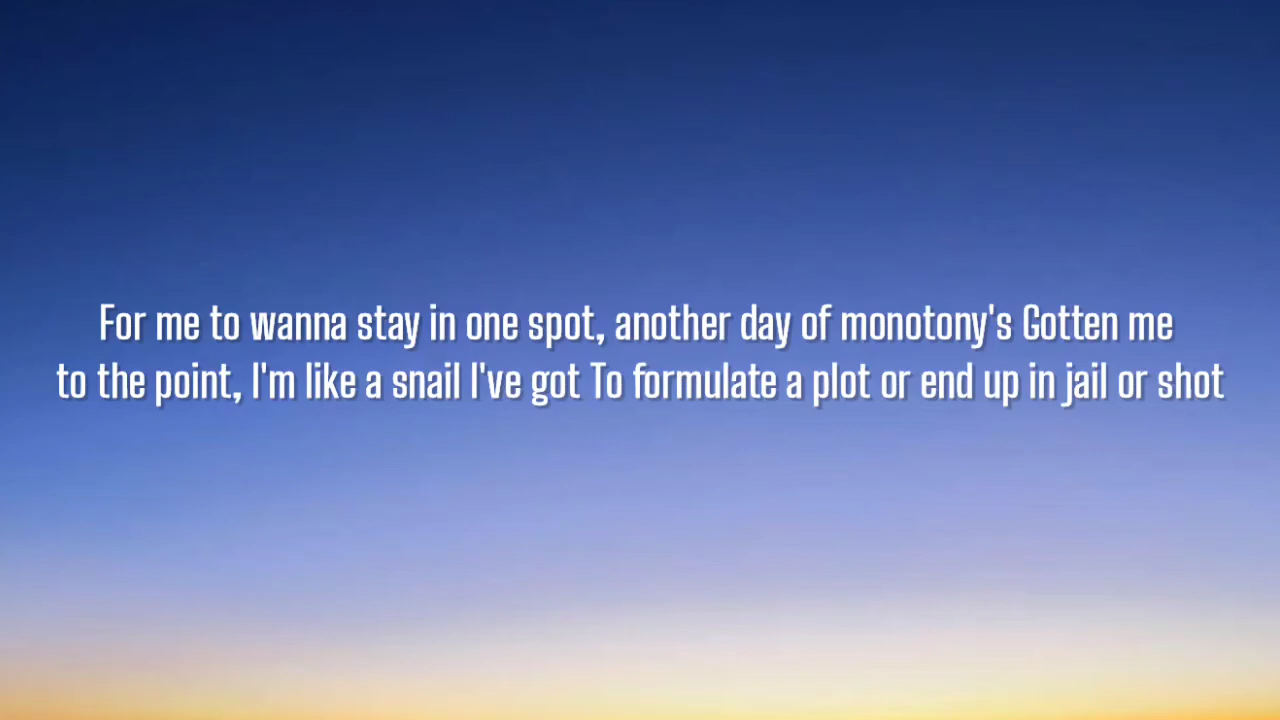 For me to wanna stay in one spot, another day of monotony's Gotten me
to the point, I'm like a snail I've got To formulate a plot or end up in jail or shot